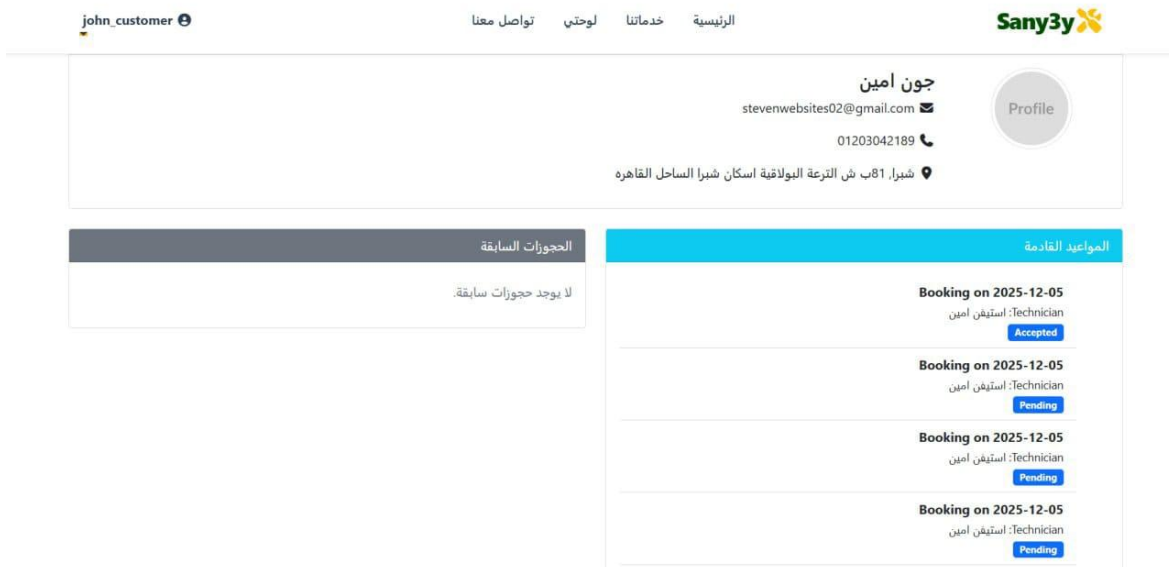 Sany3y
الرئيسية خدماتنا لوحتي تواصل معنا
john_customer
Profile
جون امين
stevenwebsites02@gmail.com
01203042189
شبرا, 81ب ش الترعة البولاقية اسكان شبرا الساحل القاهره
المواعيد القادمة
Booking on 2025-12-05
Technician: استيفن امين
Accepted
Booking on 2025-12-05
Technician: استيفن امين
Pending
Booking on 2025-12-05
Technician: استيفن امين
Pending
Booking on 2025-12-05
Technician: استيفن امين
Pending
الحجوزات السابقة
لا يوجد حجوزات سابقة.